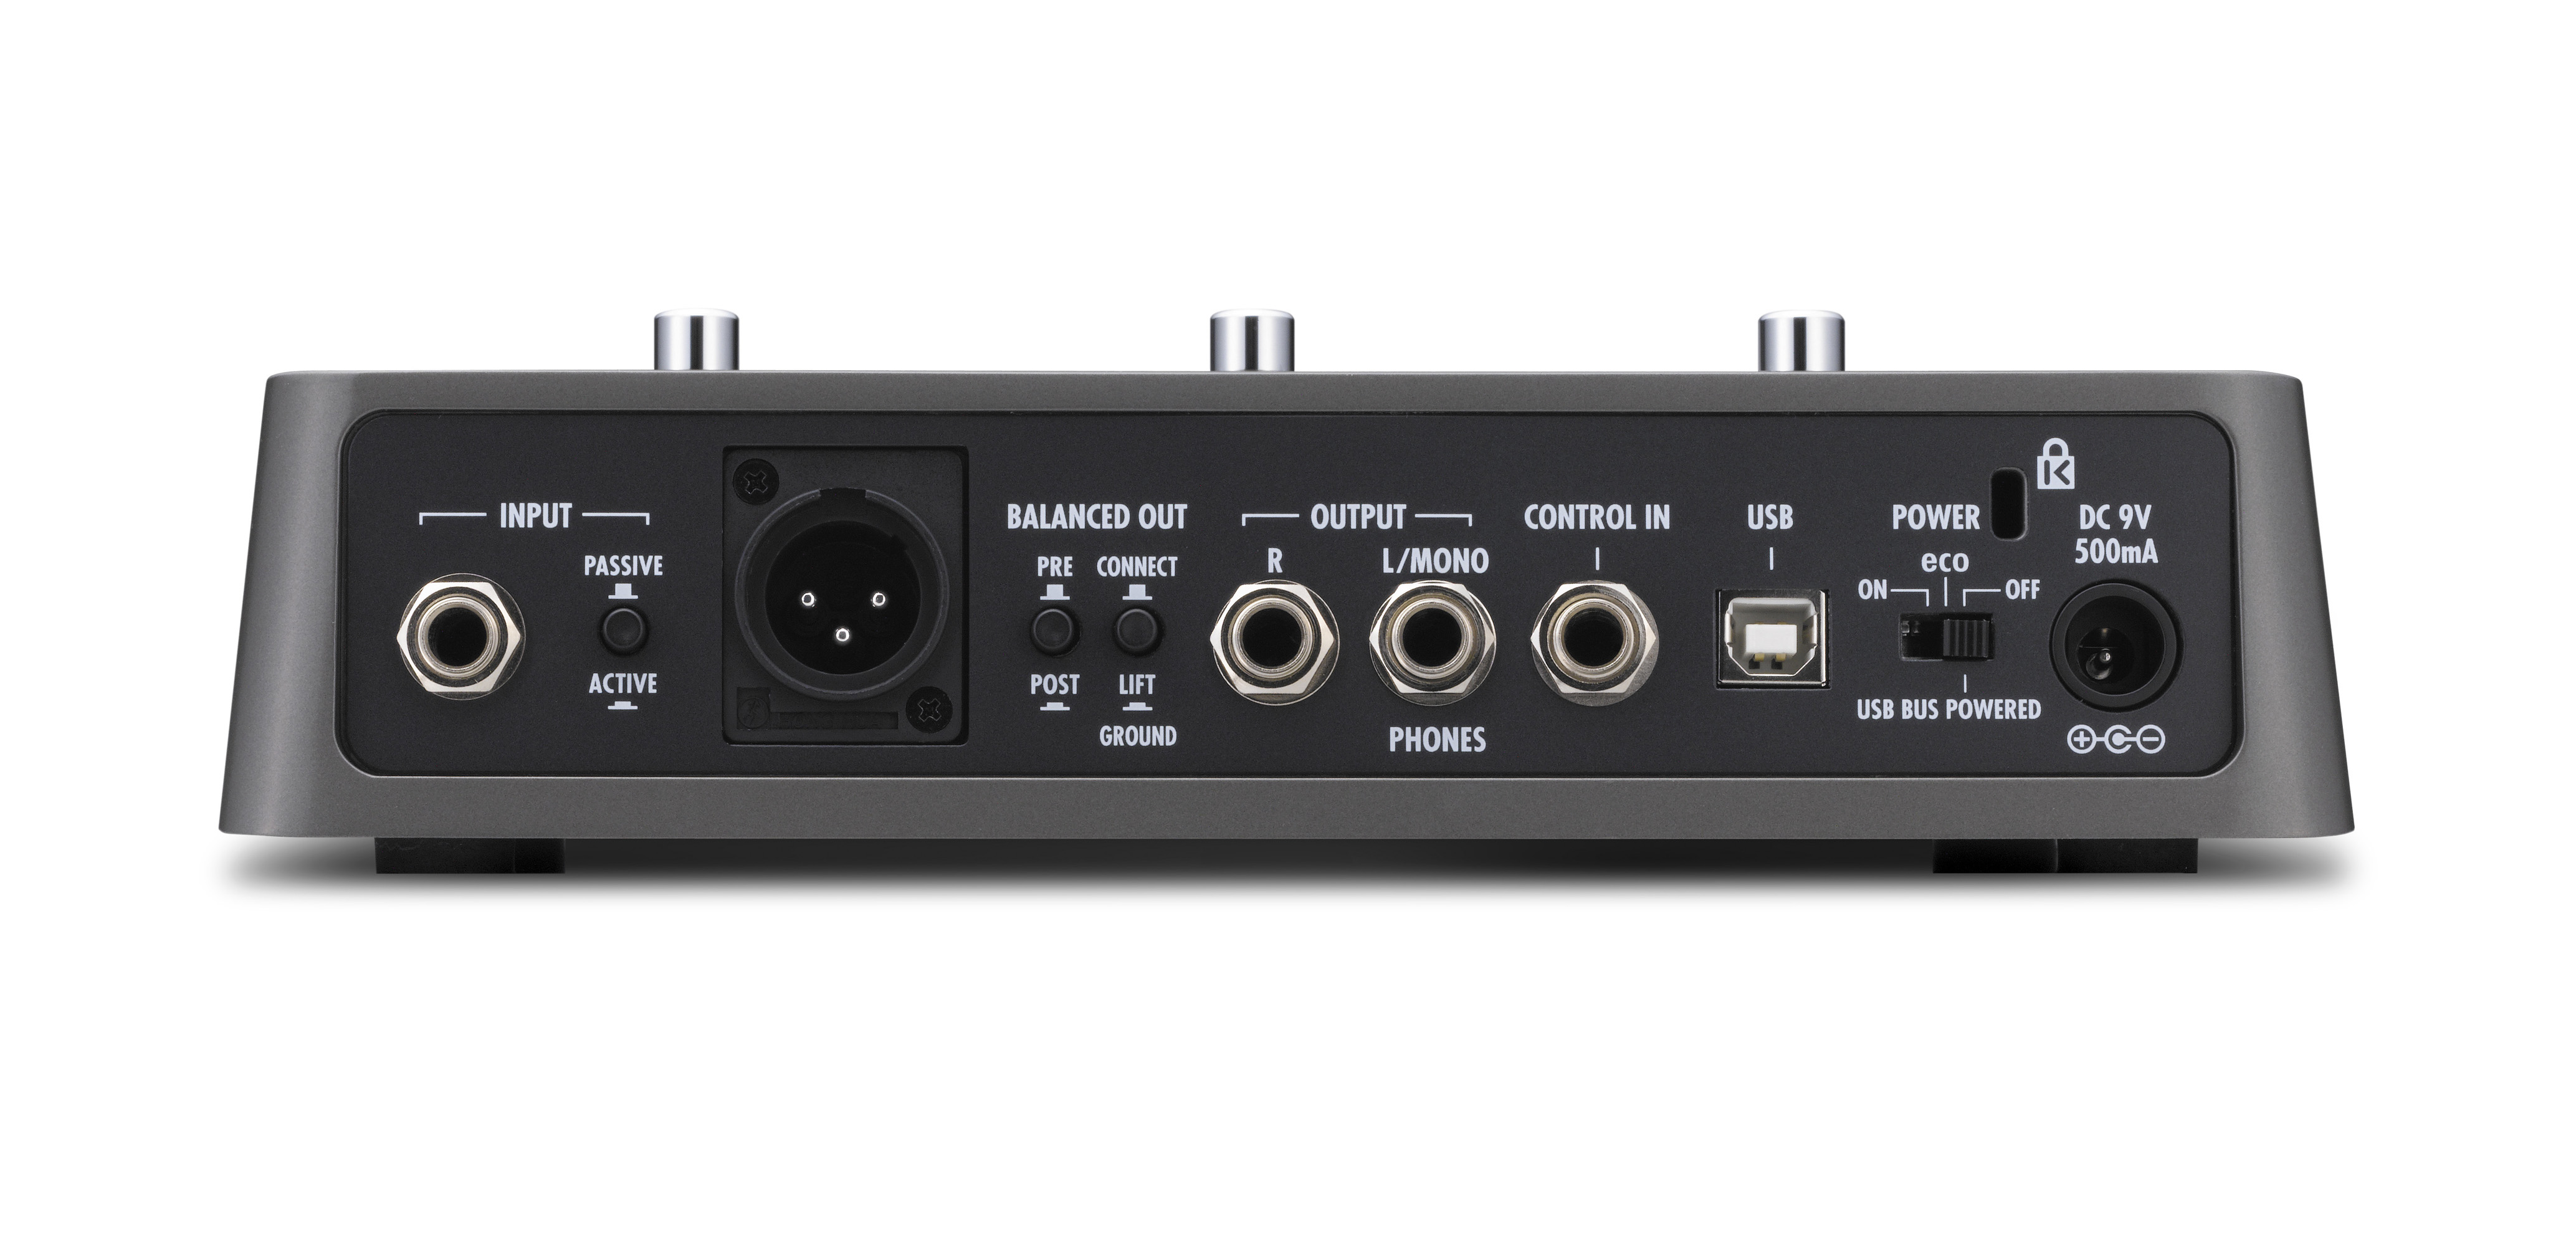 INPUT
PASSIVE
ACTIVE
BALANCED OUT
PRE CONNECT
POST LIFT
GROUND
OUTPUT
R L/MONO
PHONES
CONTROL IN
USB
POWER
eco
ON OFF
USB BUS POWERED
K
DC 9V
500mA